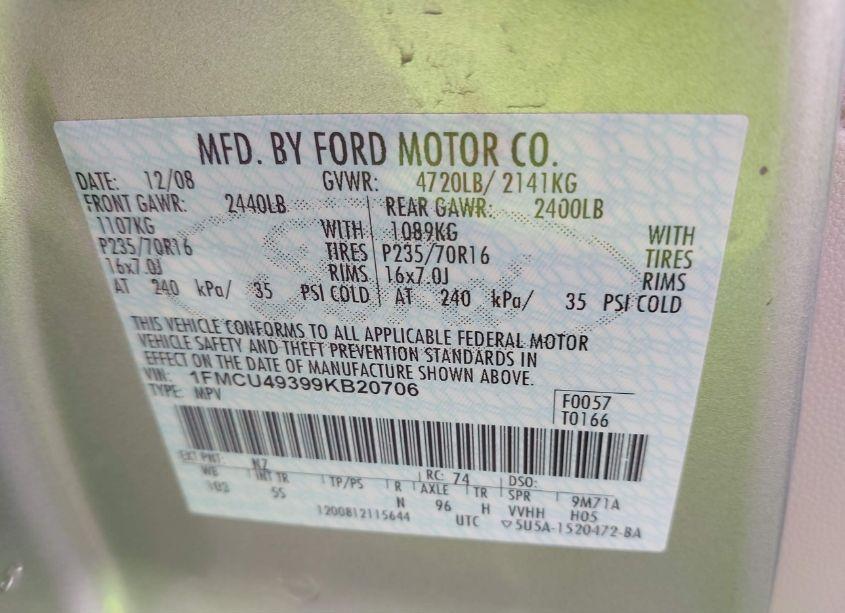 MFD. BY FORD MOTOR CO.
DATE: 12/08 GVWR: 4720LB/ 2141KG
FRONT GAWR: 2440LB REAR GAWR: 2400LB
1107KG WITH 1089KG WITH
P235/70R16 TIRES P235/70R16 TIRES
16x7.0J RIMS 16x7.0J RIMS
AT 240 kPa/ 35 PSI COLD AT 240 kPa/ 35 PSI COLD
THIS VEHICLE CONFORMS TO ALL APPLICABLE FEDERAL MOTOR
VEHICLE SAFETY AND THEFT PREVENTION STANDARDS IN
EFFECT ON THE DATE OF MANUFACTURE SHOWN ABOVE.
VIN: 1FMCU49399KB20706
TYPE: MPV
F0057
T0166
EXT PNT: N7 RC: 74 DSO:
WB INT TR TP/PS R AXLE TR SPR 9M71A
103 5S N 96 H VVHH H05
1200812115644 UTC ▽5U5A-1520472-BA